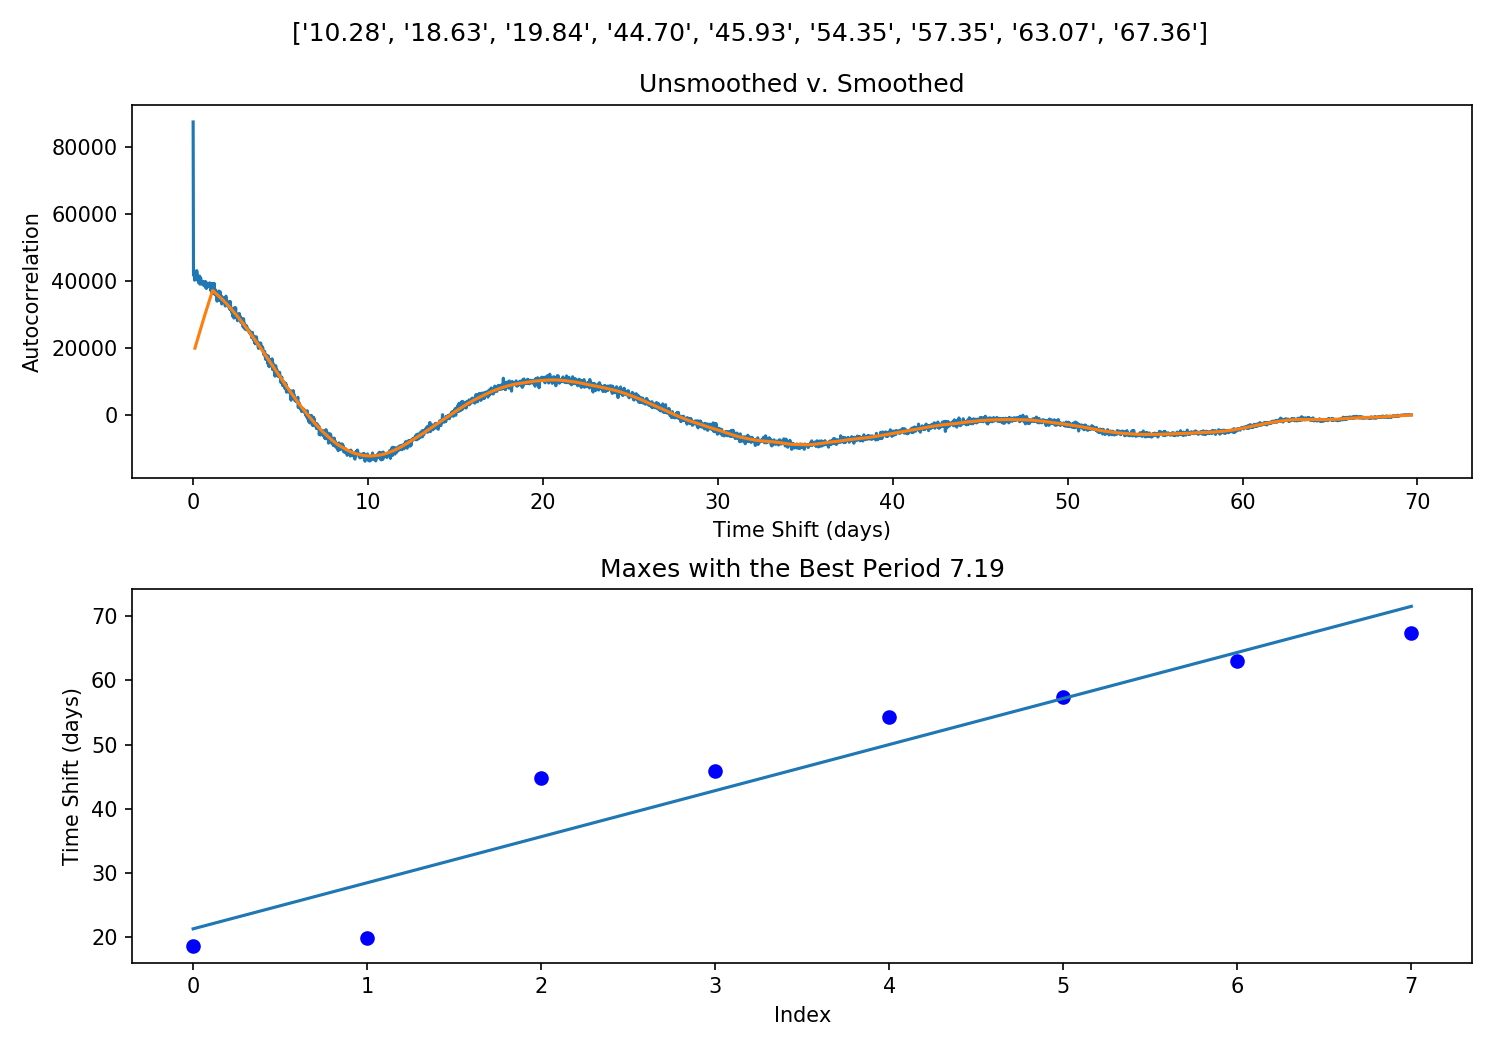 ['10.28', '18.63', '19.84', '44.70', '45.93', '54.35', '57.35', '63.07', '67.36']
Unsmoothed v. Smoothed
Autocorrelation
80000
60000
40000
20000
0
0 10 20 30 40 50 60 70
Time Shift (days)
Maxes with the Best Period 7.19
Time Shift (days)
70
60
50
40
30
20
0 1 2 3 4 5 6 7
Index